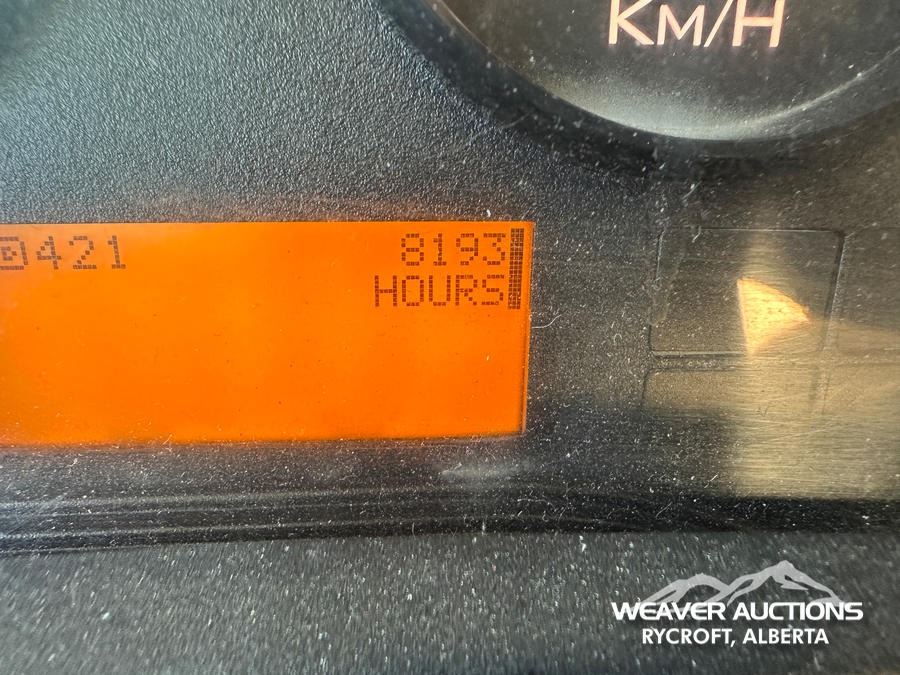 KM/H
421 8193
HOURS
WEAVER AUCTIONS
RYCROFT, ALBERTA